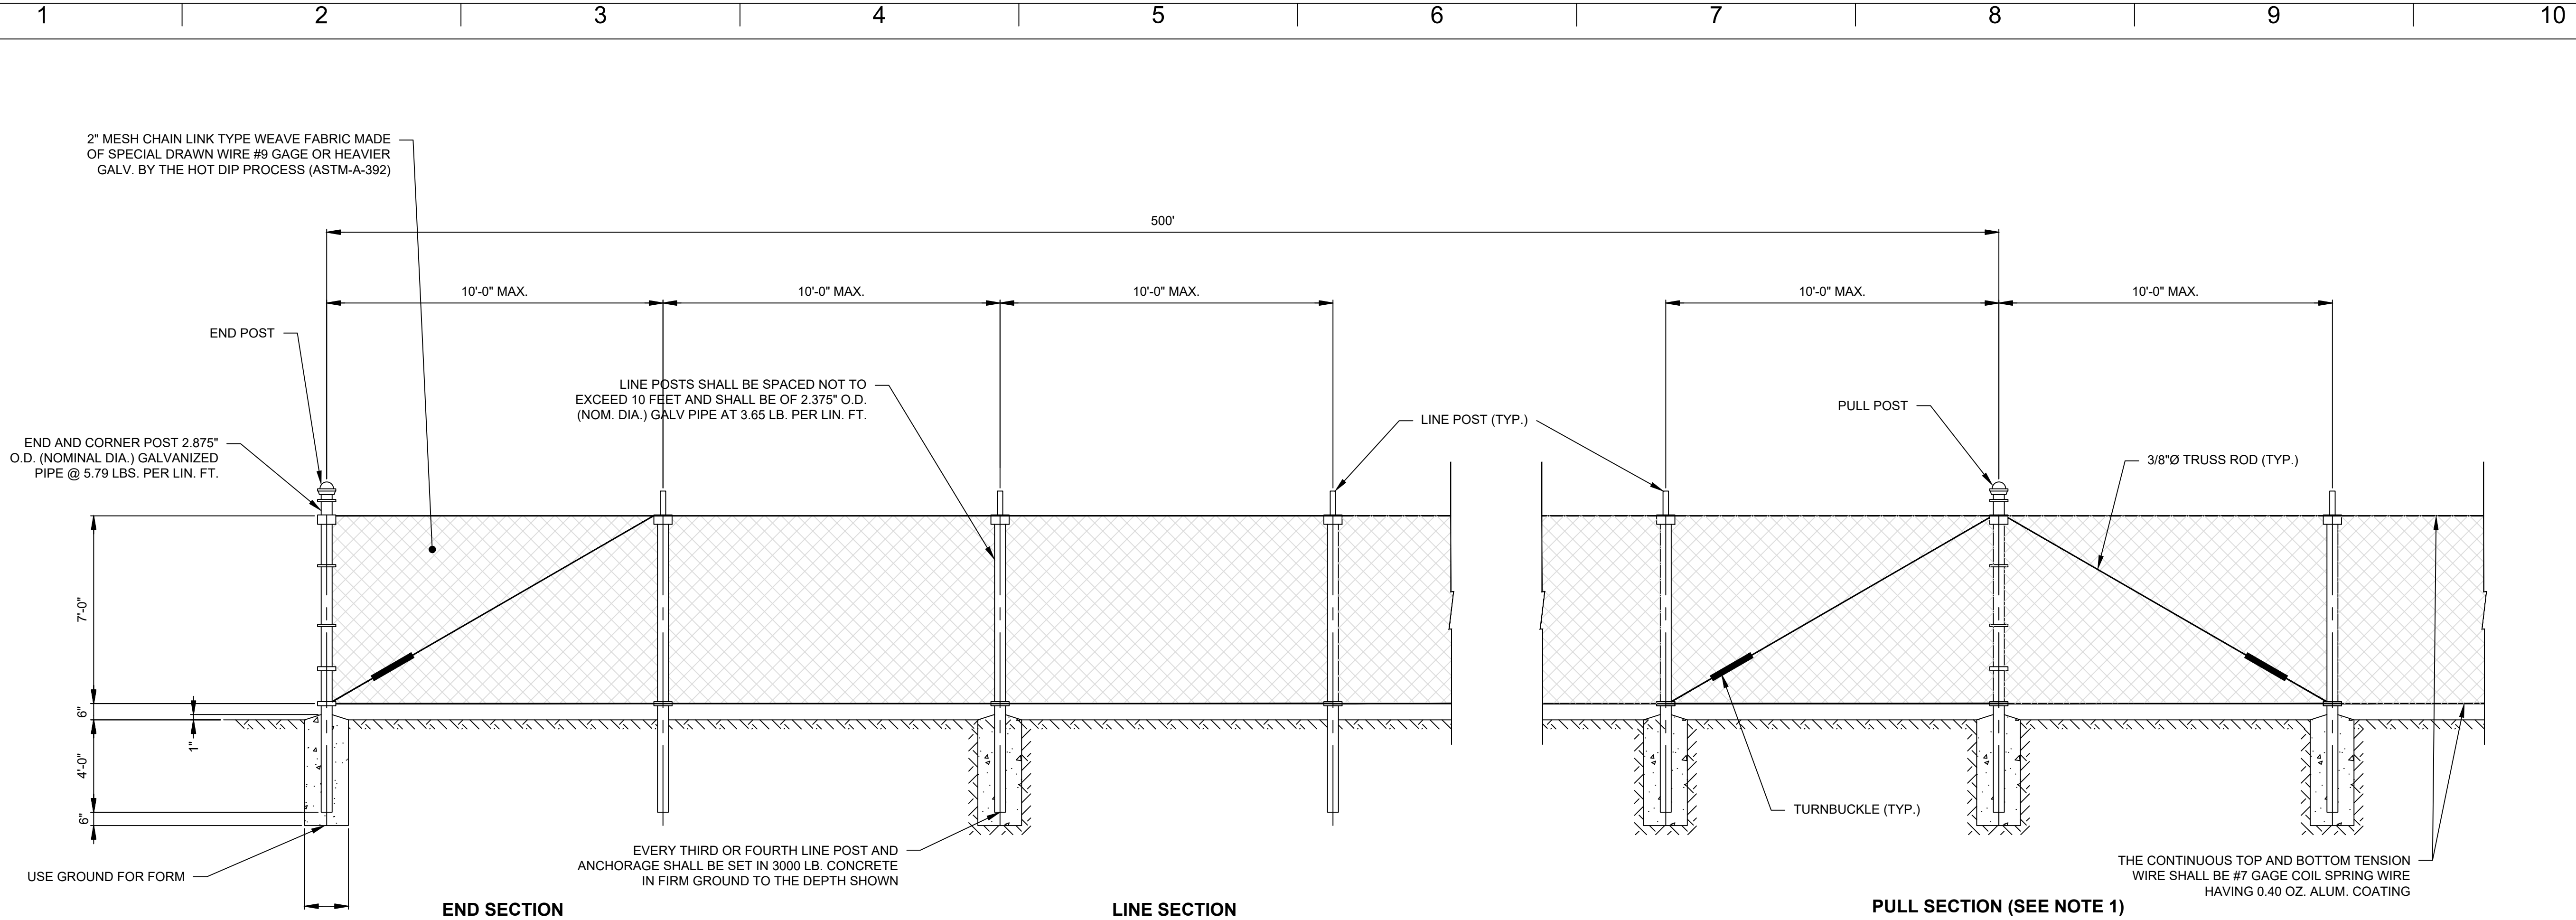 1 2 3 4 5 6 7 8 9 10
2" MESH CHAIN LINK TYPE WEAVE FABRIC MADE
OF SPECIAL DRAWN WIRE #9 GAGE OR HEAVIER
GALV. BY THE HOT DIP PROCESS (ASTM-A-392)
500'
10'-0" MAX.
10'-0" MAX.
10'-0" MAX.
10'-0" MAX.
10'-0" MAX.
END POST
LINE POSTS SHALL BE SPACED NOT TO
EXCEED 10 FEET AND SHALL BE OF 2.375" O.D.
(NOM. DIA.) GALV PIPE AT 3.65 LB. PER LIN. FT.
LINE POST (TYP.)
PULL POST
END AND CORNER POST 2.875"
O.D. (NOMINAL DIA.) GALVANIZED
PIPE @ 5.79 LBS. PER LIN. FT.
3/8"Ø TRUSS ROD (TYP.)
7'-0"
6"
1"
4'-0"
6"
TURNBUCKLE (TYP.)
USE GROUND FOR FORM
EVERY THIRD OR FOURTH LINE POST AND
ANCHORAGE SHALL BE SET IN 3000 LB. CONCRETE
IN FIRM GROUND TO THE DEPTH SHOWN
THE CONTINUOUS TOP AND BOTTOM TENSION
WIRE SHALL BE #7 GAGE COIL SPRING WIRE
HAVING 0.40 OZ. ALUM. COATING
END SECTION
LINE SECTION
PULL SECTION (SEE NOTE 1)